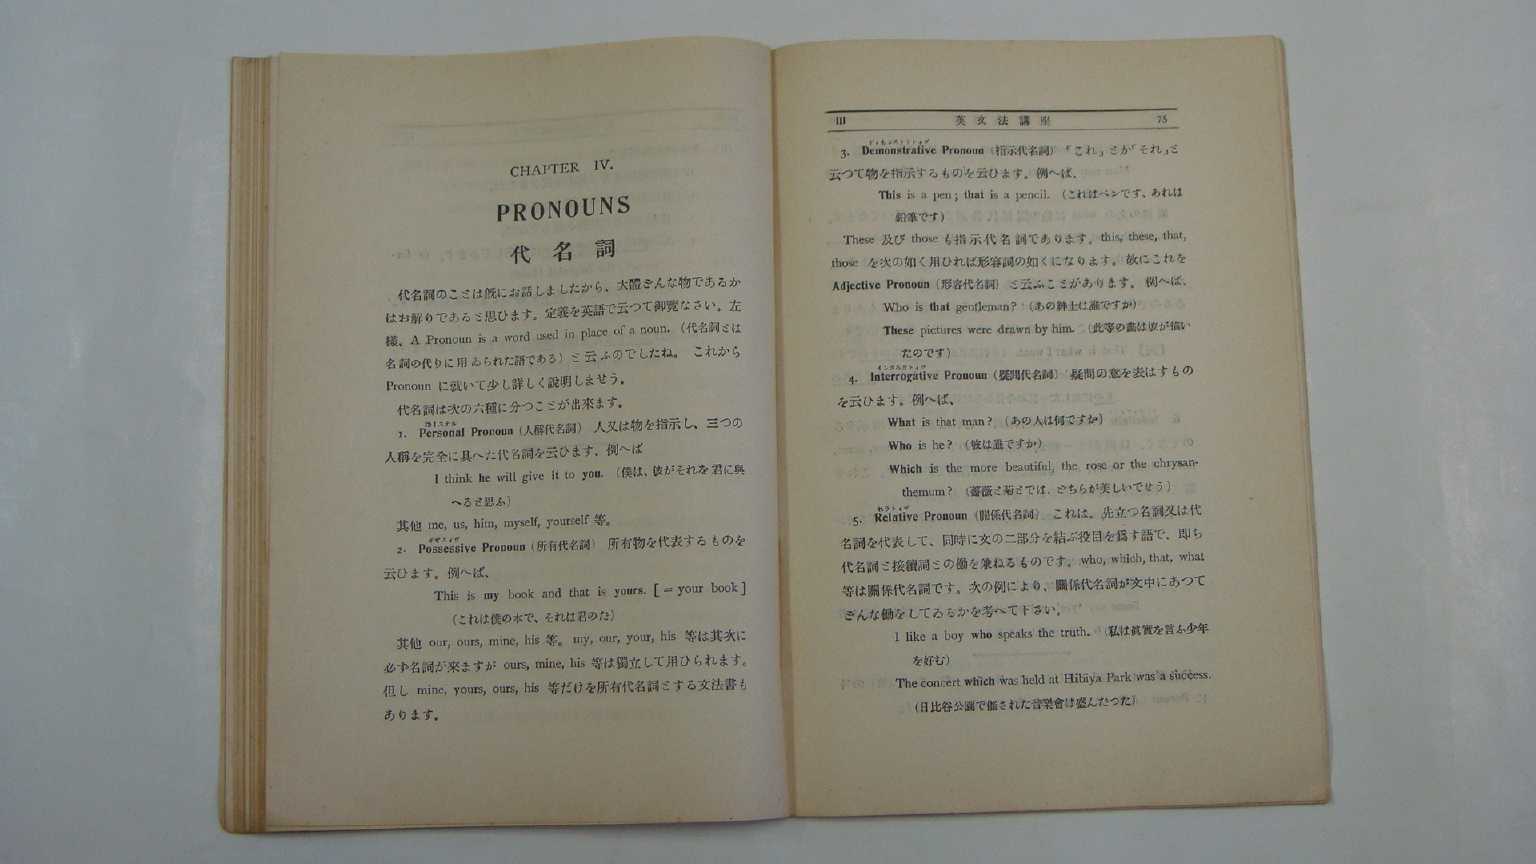 CHAPTER IV.
PRONOUNS
代名詞
代名詞のことは旣にお話しましたから、大體どんな物であるか
はお解りであると思ひます。定義を英語で云つて御覽なさい。左
樣、A Pronoun is a word used in place of a noun.（代名詞とは
名詞の代りに用ゐられた語である）と云ふのでしたね。これから
Pronoun に就いて少し詳しく說明しませう。
代名詞は次の六種に分つことが出來ます。
1. Personal Pronoun（人稱代名詞） 人又は物を指示し、三つの
人稱を完全に具へた代名詞を云ひます。例へば
I think he will give it to you.（僕は、彼がそれを君に與
へると思ふ）
其他 me, us, him, myself, yourself 等。
ポゼスィヴ
2. Possessive Pronoun（所有代名詞） 所有物を代表するものを
云ひます。例へば、
This is my book and that is yours. [＝your book]
（これは僕の本で、それは君のだ）
其他 our, ours, mine, his 等。 my, our, your, his 等は其次に
必ず名詞が來ますが ours, mine, his 等は獨立して用ひられます。
但し mine, yours, ours, his 等だけを所有代名詞とする文法書も
あります。
III 英文法講座 75
3. Demonstrative Pronoun（指示代名詞）「これ」とか「それ」と
云つて物を指示するものを云ひます。例へば、
This is a pen; that is a pencil.（これはペンです、あれは
鉛筆です）
These 及び those も指示代名詞であります。this, these, that,
those を次の如く用ひれば形容詞の如くになります。故にこれを
Adjective Pronoun（形容代名詞）と云ふことがあります。例へば、
Who is that gentleman?（あの紳士は誰ですか）
These pictures were drawn by him.（此等の畫は彼が描い
たのです）
4. Interrogative Pronoun（疑問代名詞） 疑問の意を表はすもの
を云ひます。例へば、
What is that man?（あの人は何ですか）
Who is he?（彼は誰ですか）
Which is the more beautiful, the rose or the chrysan-
themum?（薔薇と菊とでは、どちらが美しいでせう）
レラティヴ
5. Relative Pronoun（關係代名詞） これは、先立つ名詞又は代
名詞を代表して、同時に文の二部分を結ぶ役目を爲す語で、卽ち
代名詞と接續詞との働を兼ねるものです。who, which, that, what
等は關係代名詞です。次の例により、關係代名詞が文中にあつて
どんな働をしてゐるかを考へて下さい。
I like a boy who speaks the truth.（私は眞實を言ふ少年
を好む）
The concert which was held at Hibiya Park was a success.
（日比谷公園で催された音樂會は盛んだつた）